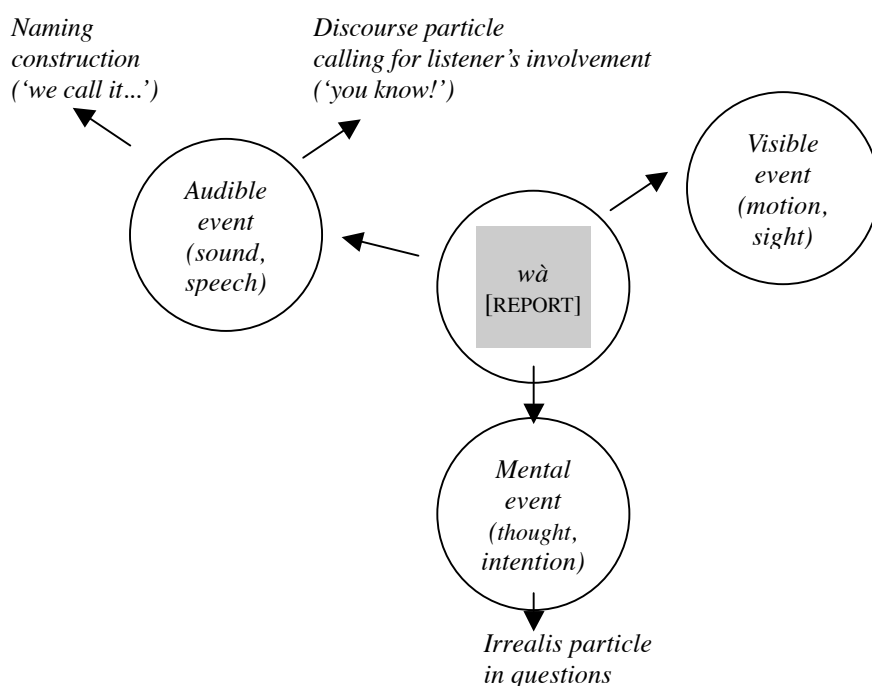 Naming
construction
(‘we call it...’)
Discourse particle
calling for listener’s involvement
(‘you know!’)
Audible
event
(sound,
speech)
Visible
event
(motion,
sight)
wà
[REPORT]
Mental
event
(thought,
intention)
Irrealis particle
in questions